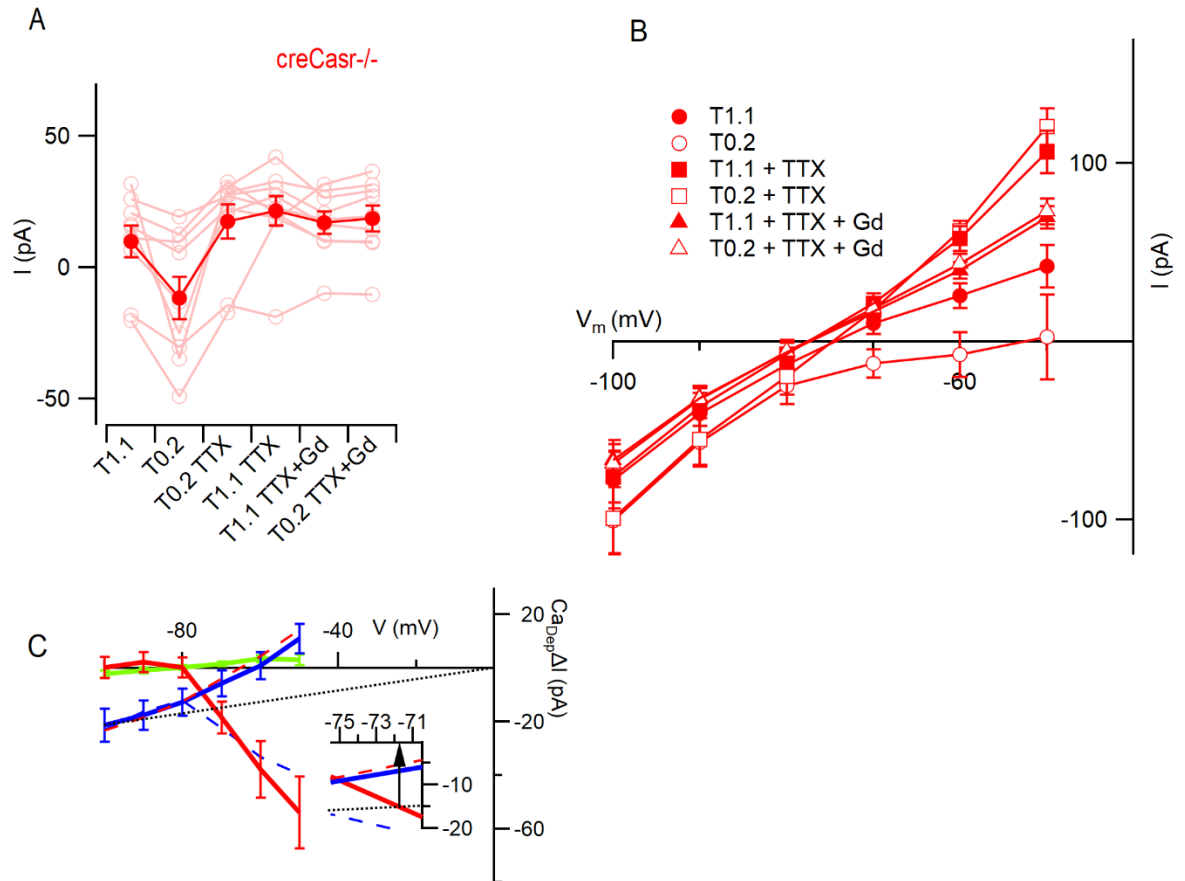 A
creCasr-/-
50
0
-50
I (pA)
T1.1
T0.2
T0.2 TTX
T1.1 TTX
T1.1 TTX+Gd
T0.2 TTX+Gd
B
T1.1
T0.2
T1.1 + TTX
T0.2 + TTX
T1.1 + TTX + Gd
T0.2 + TTX + Gd
100
I (pA)
Vm (mV)
-100
-60
-100
C
-80
-40
V (mV)
20
-20
-60
CaDepΔI (pA)
-75
-73
-71
-10
-20